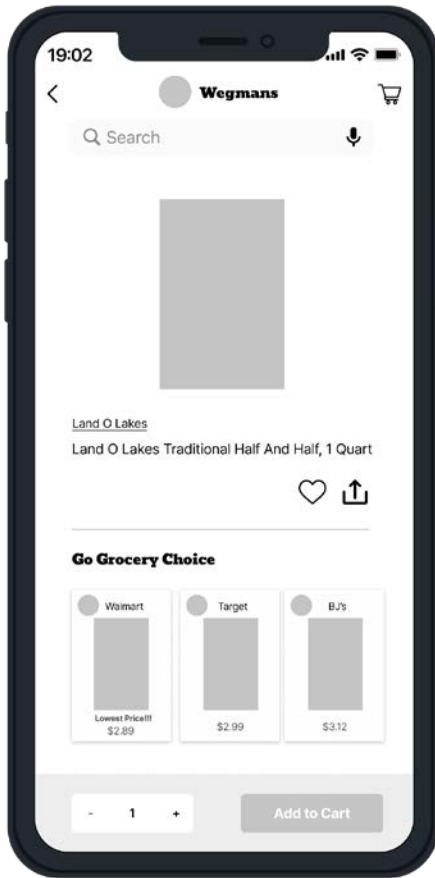 19:02
Wegmans
Search
Land O Lakes
Land O Lakes Traditional Half And Half, 1 Quart
Go Grocery Choice
Walmart Target BJ's
Lowest Price!!!
$2.89 $2.99 $3.12
- 1 + Add to Cart